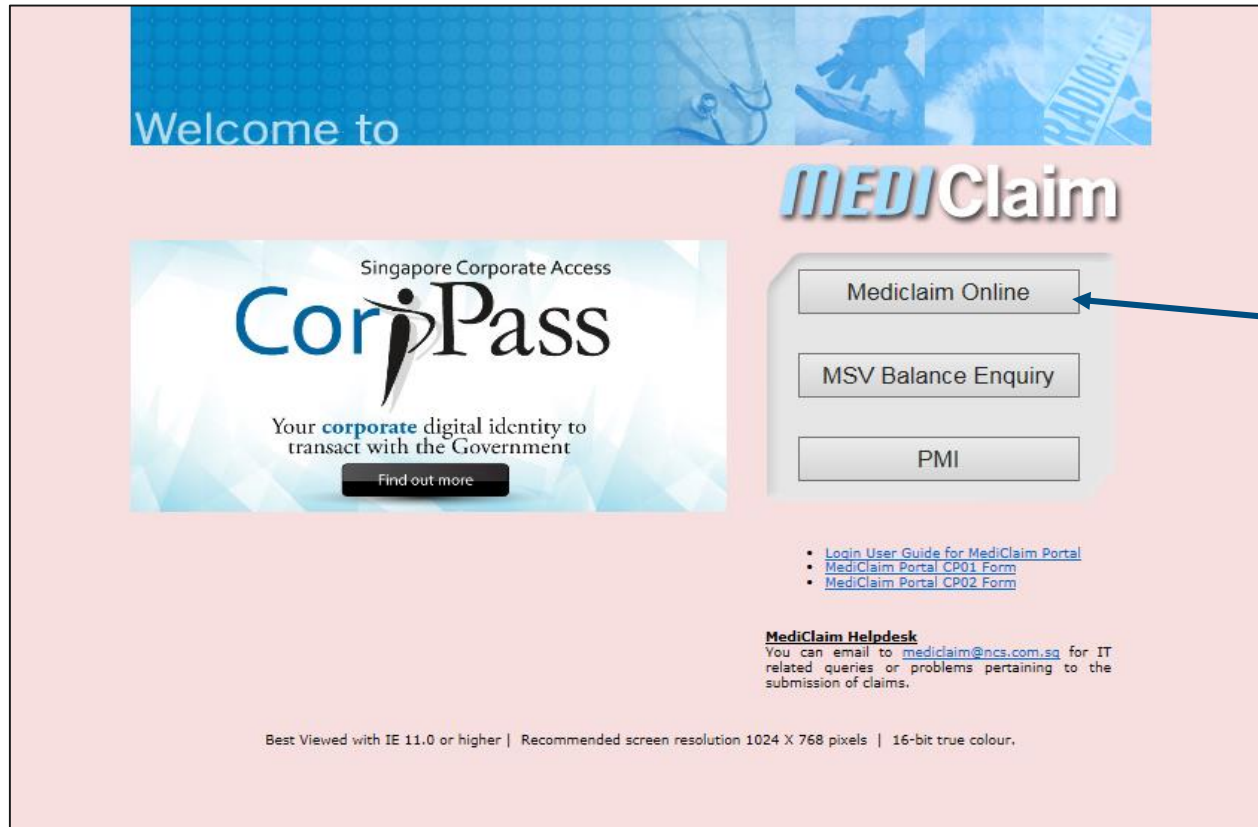 Welcome to
RADIOACTIV
MEDIClaim
Singapore Corporate Access
CorpPass
Your corporate digital identity to
transact with the Government
Find out more
Mediclaim Online
MSV Balance Enquiry
PMI
Login User Guide for MediClaim Portal
MediClaim Portal CP01 Form
MediClaim Portal CP02 Form
MediClaim Helpdesk
You can email to mediclaim@ncs.com.sg for IT
related queries or problems pertaining to the
submission of claims.
Best Viewed with IE 11.0 or higher | Recommended screen resolution 1024 X 768 pixels | 16-bit true colour.